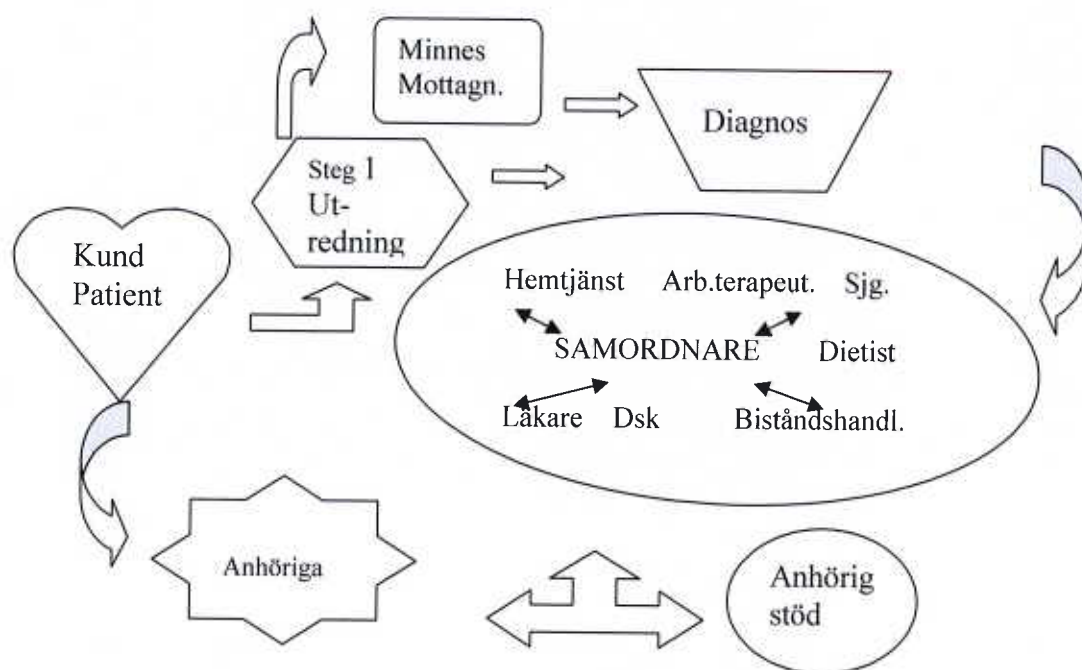 Minnes
Mottagn.
Diagnos
Steg 1
Ut-
redning
Kund
Patient
Hemtjänst Arb.terapeut. Sjg.
SAMORDNARE Dietist
Läkare Dsk Biståndshandl.
Anhöriga
Anhörig
stöd